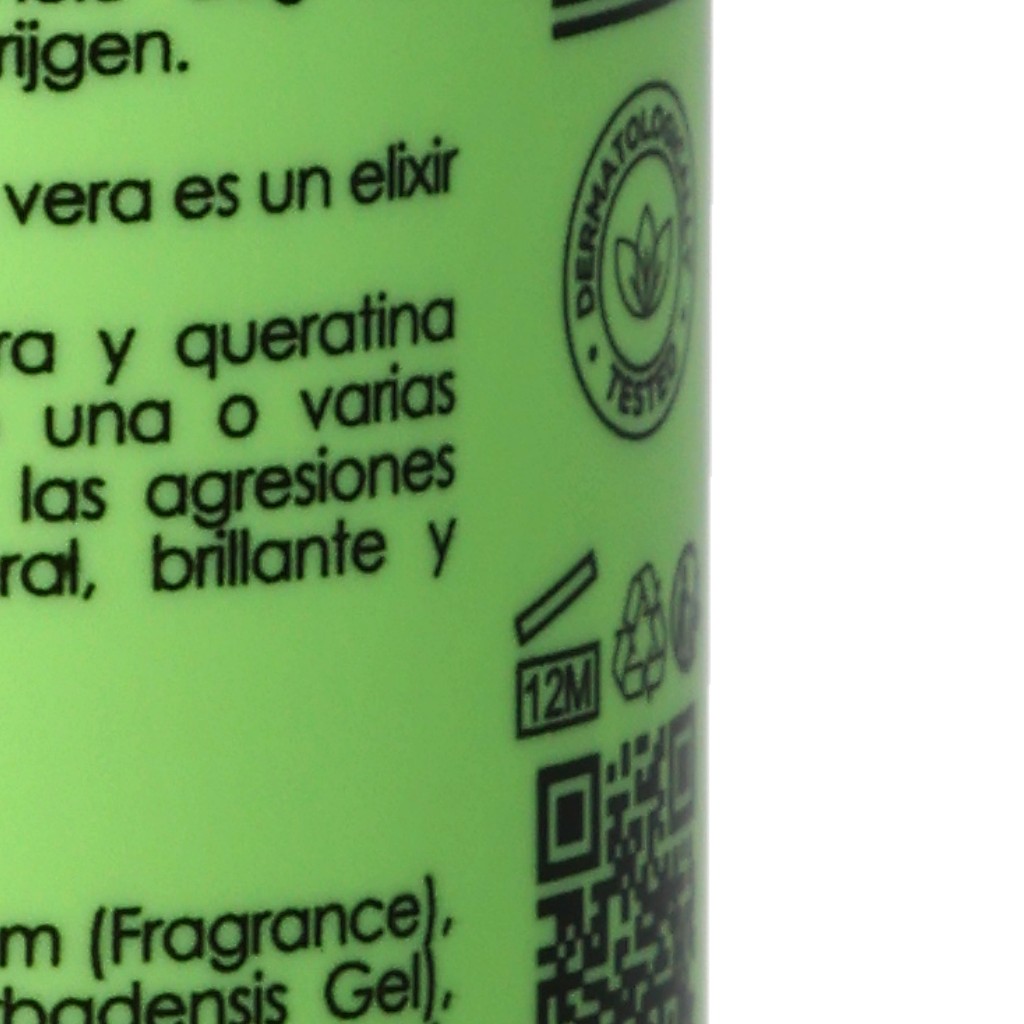 rijgen.
vera es un elixir
ra y queratina
una o varias
las agresiones
ral, brillante y
DERMATOLOGICALLY
TESTED
12M
m (Fragrance),
badensis Gel),